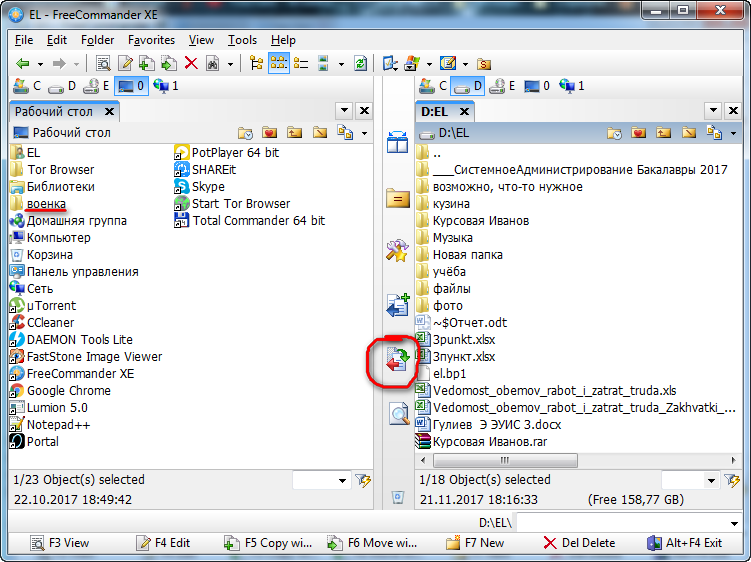 EL - FreeCommander XE
File Edit Folder Favorites View Tools Help
C D E 0 1
C D 0 1
Рабочий стол
D:EL
Рабочий стол
D:\EL
EL
Tor Browser
Библиотеки
военка
Домашняя группа
Компьютер
Корзина
Панель управления
Сеть
µTorrent
CCleaner
DAEMON Tools Lite
FastStone Image Viewer
FreeCommander XE
Google Chrome
Lumion 5.0
Notepad++
Portal
PotPlayer 64 bit
SHAREit
Skype
Start Tor Browser
Total Commander 64 bit
..
___СистемноеАдминистрирование Бакалавры 2017
возможно, что-то нужное
кузина
Курсовая Иванов
Музыка
Новая папка
учёба
файлы
фото
~$Отчет.odt
3punkt.xlsx
3пункт.xlsx
el.bp1
Vedomost_obemov_rabot_i_zatrat_truda.xls
Vedomost_obemov_rabot_i_zatrat_truda_Zakhvatki_-...
Гулиев Э ЭУИС 3.docx
Курсовая Иванов.rar
1/23 Object(s) selected
22.10.2017 18:49:42
1/18 Object(s) selected
21.11.2017 18:16:33 (Free 158,77 GB)
D:\EL\
F3 View F4 Edit F5 Copy wi... F6 Move wi... F7 New Del Delete Alt+F4 Exit